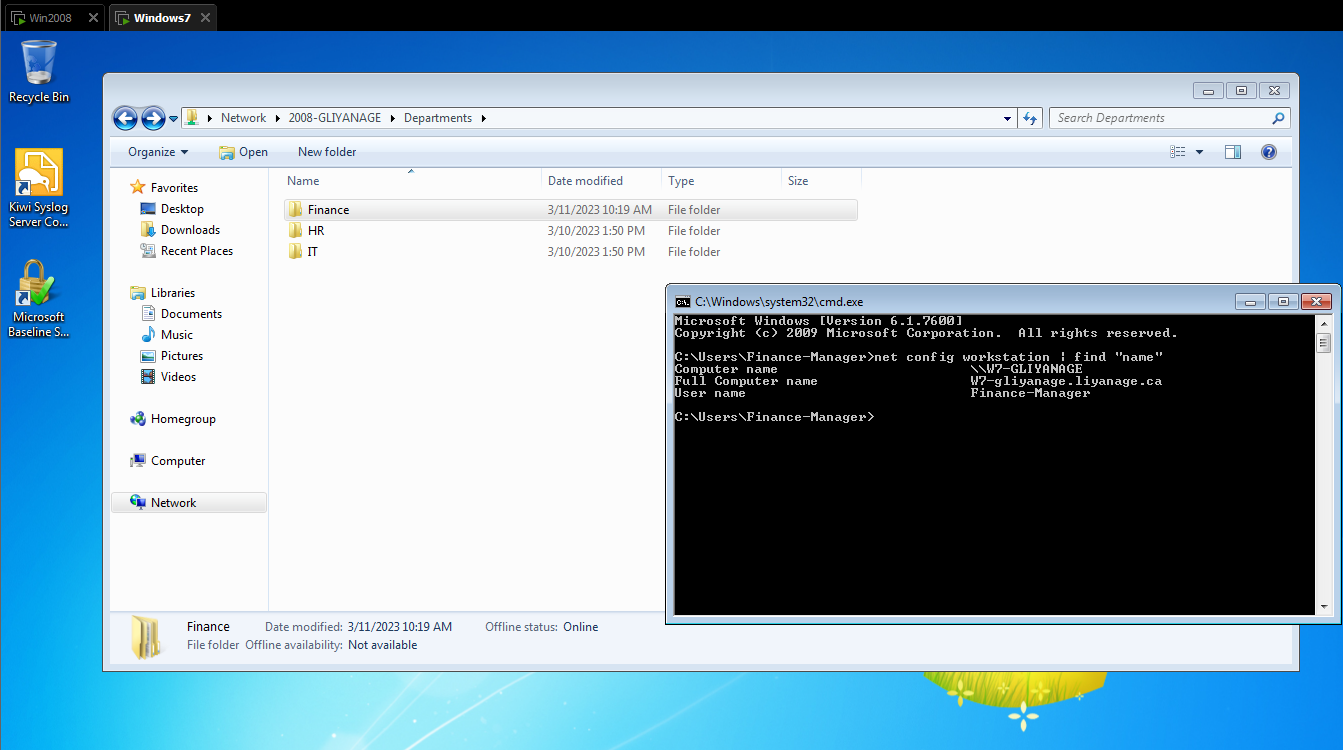 Win2008
Windows7
Recycle Bin
Kiwi Syslog
Server Co...
Microsoft
Baseline S...
Network 2008-GLIYANAGE Departments
Search Departments
Organize Open New folder
Name Date modified Type Size
Favorites
Desktop
Downloads
Recent Places
Libraries
Documents
Music
Pictures
Videos
Homegroup
Computer
Network
Finance 3/11/2023 10:19 AM File folder
HR 3/10/2023 1:50 PM File folder
IT 3/10/2023 1:50 PM File folder
Finance Date modified: 3/11/2023 10:19 AM Offline status: Online
File folder Offline availability: Not available
C:\Windows\system32\cmd.exe
Microsoft Windows [Version 6.1.7600]
Copyright (c) 2009 Microsoft Corporation. All rights reserved.
C:\Users\Finance-Manager>net config workstation | find "name"
Computer name \\W7-GLIYANAGE
Full Computer name W7-gliyanage.liyanage.ca
User name Finance-Manager
C:\Users\Finance-Manager>